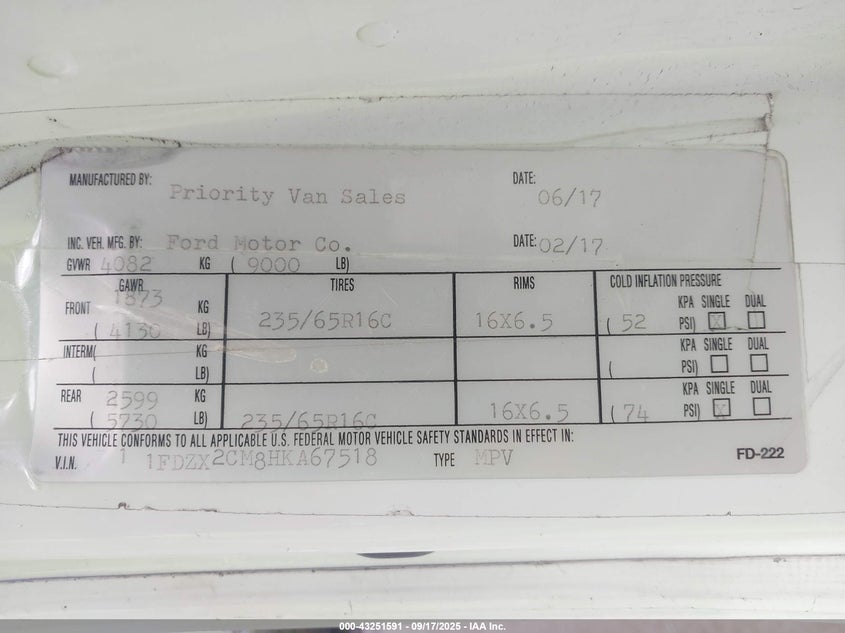 MANUFACTURED BY: Priority Van Sales DATE: 06/17
INC. VEH. MFG. BY: Ford Motor Co. DATE: 02/17
GVWR 4082 KG ( 9000 LB)
GAWR TIRES RIMS COLD INFLATION PRESSURE
FRONT 1873 KG KPA SINGLE DUAL
( 4130 LB) 235/65R16C 16X6.5 ( 52 PSI) X
INTERM( KG KPA SINGLE DUAL
( LB) ( PSI)
REAR 2599 KG KPA SINGLE DUAL
( 5730 LB) 235/65R16C 16X6.5 ( 74 PSI) X
THIS VEHICLE CONFORMS TO ALL APPLICABLE U.S. FEDERAL MOTOR VEHICLE SAFETY STANDARDS IN EFFECT IN:
V.I.N. 1 1FDZX2CM8HKA67518 TYPE MPV FD-222
000-43251591 - 09/17/2025 - IAA Inc.